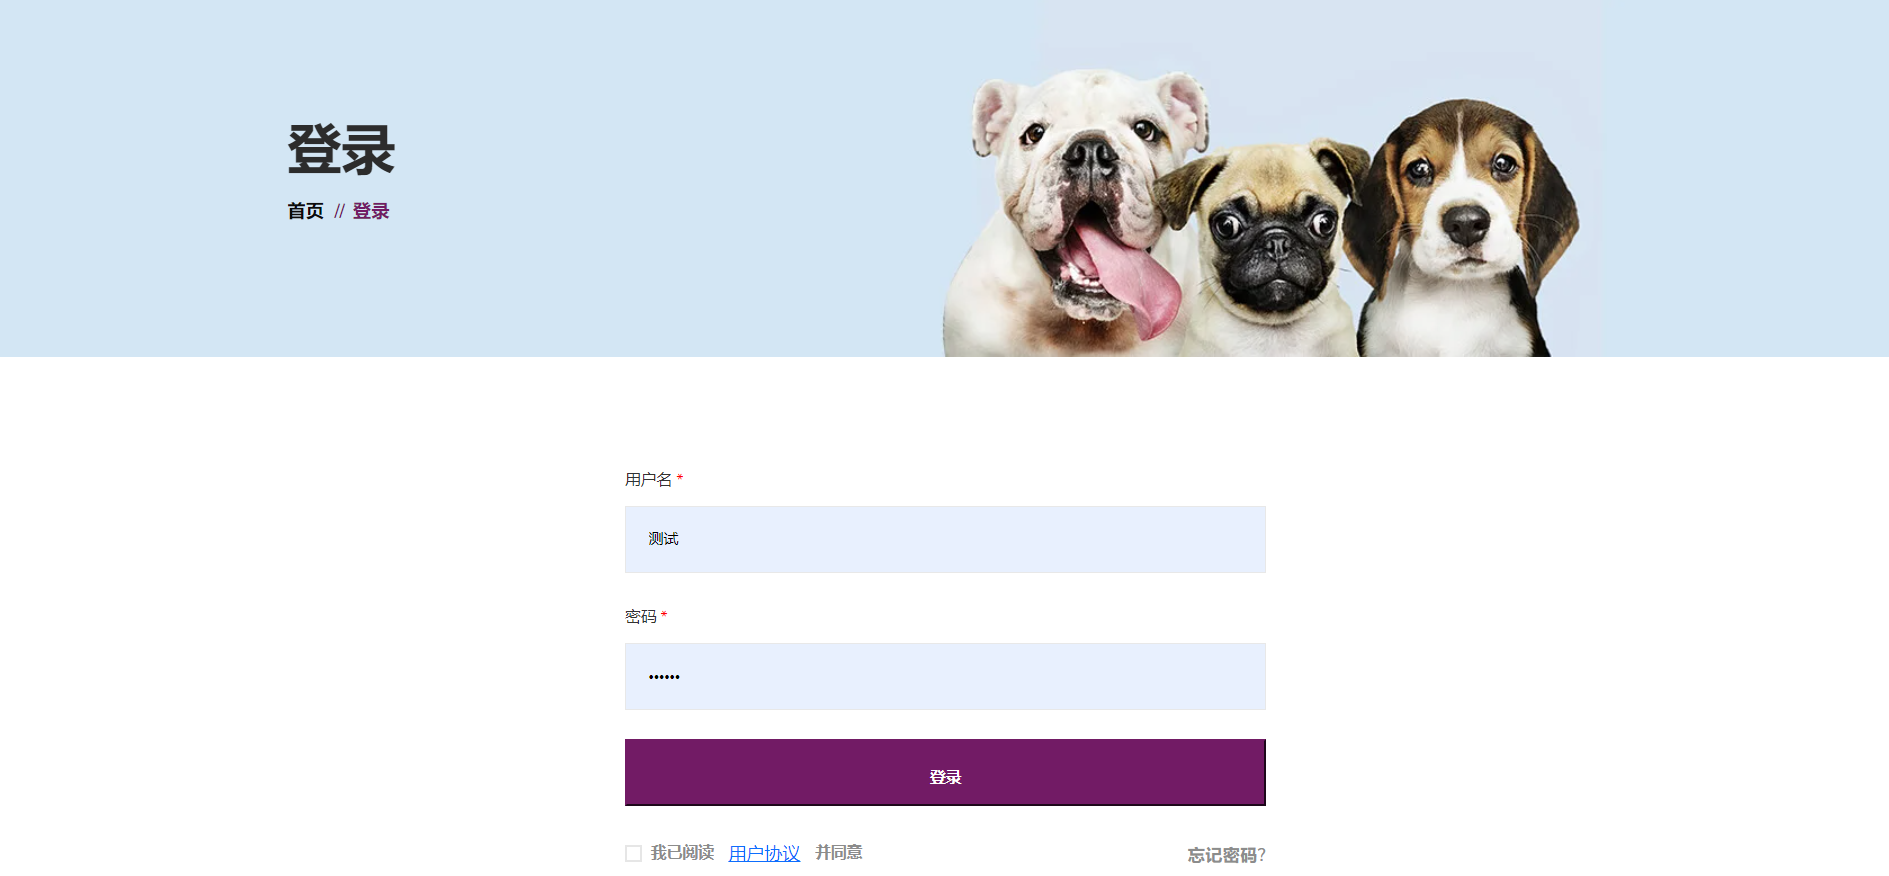 登录
首页 // 登录
用户名 *
测试
密码 *
••••••
登录
我已阅读 用户协议 并同意 忘记密码?